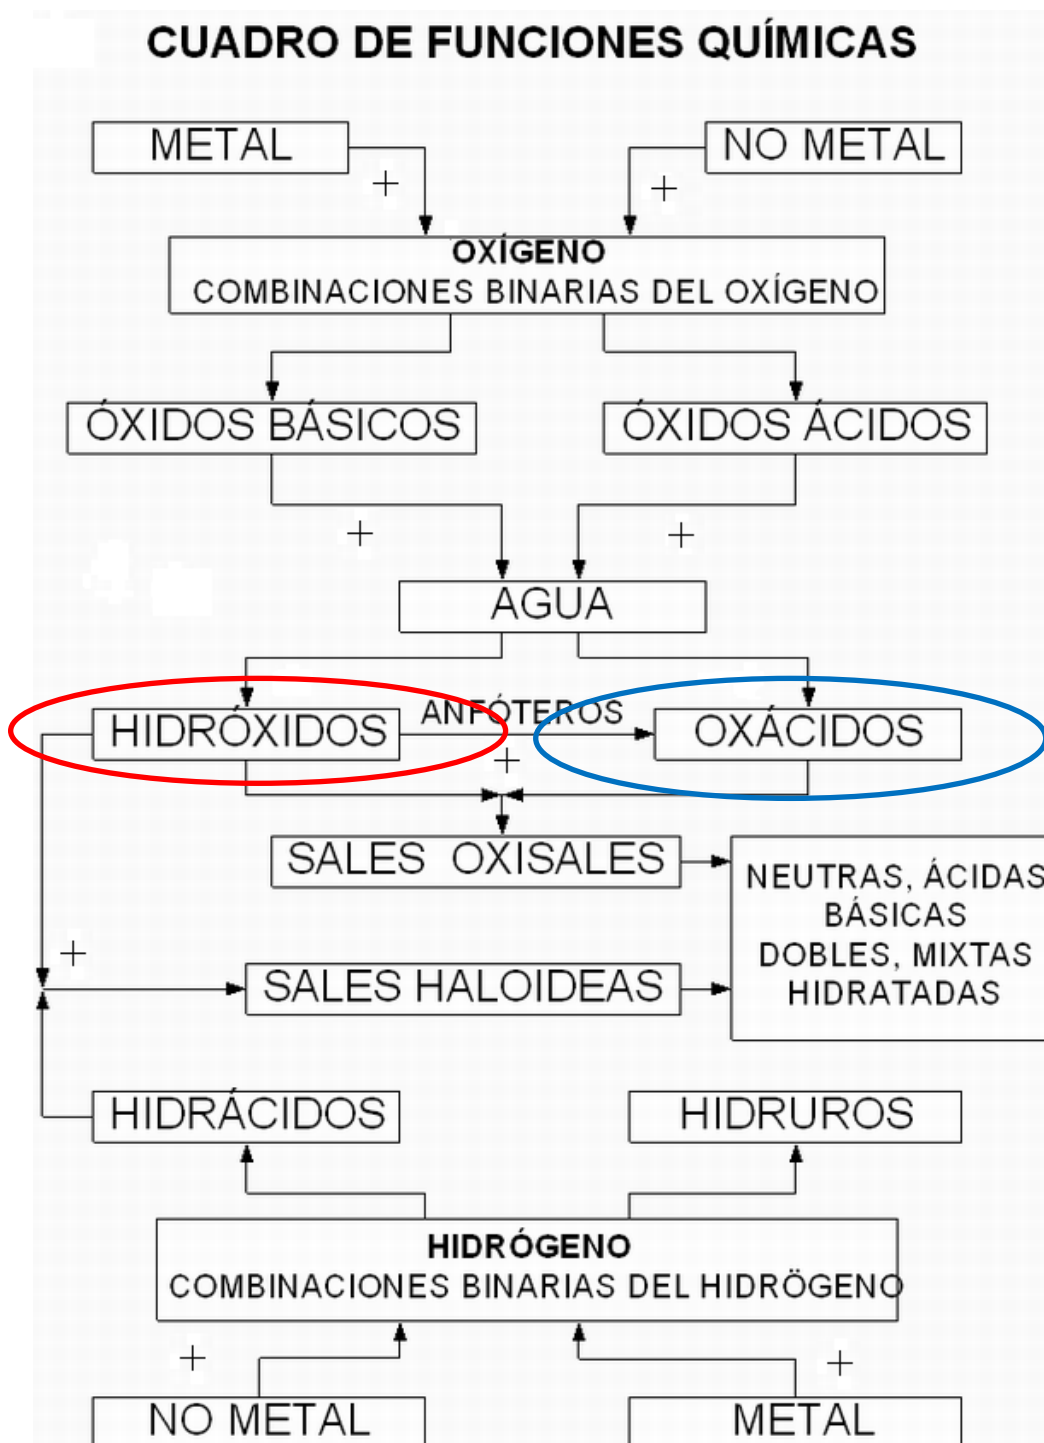 CUADRO DE FUNCIONES QUÍMICAS
METAL
NO METAL
+
+
OXÍGENO
COMBINACIONES BINARIAS DEL OXÍGENO
ÓXIDOS BÁSICOS
ÓXIDOS ÁCIDOS
+
+
AGUA
HIDRÓXIDOS
ANFÓTEROS
OXÁCIDOS
+
SALES OXISALES
NEUTRAS, ÁCIDAS
BÁSICAS
DOBLES, MIXTAS
HIDRATADAS
+
SALES HALOIDEAS
HIDRÁCIDOS
HIDRUROS
HIDRÓGENO
COMBINACIONES BINARIAS DEL HIDRÖGENO
+
+
NO METAL
METAL